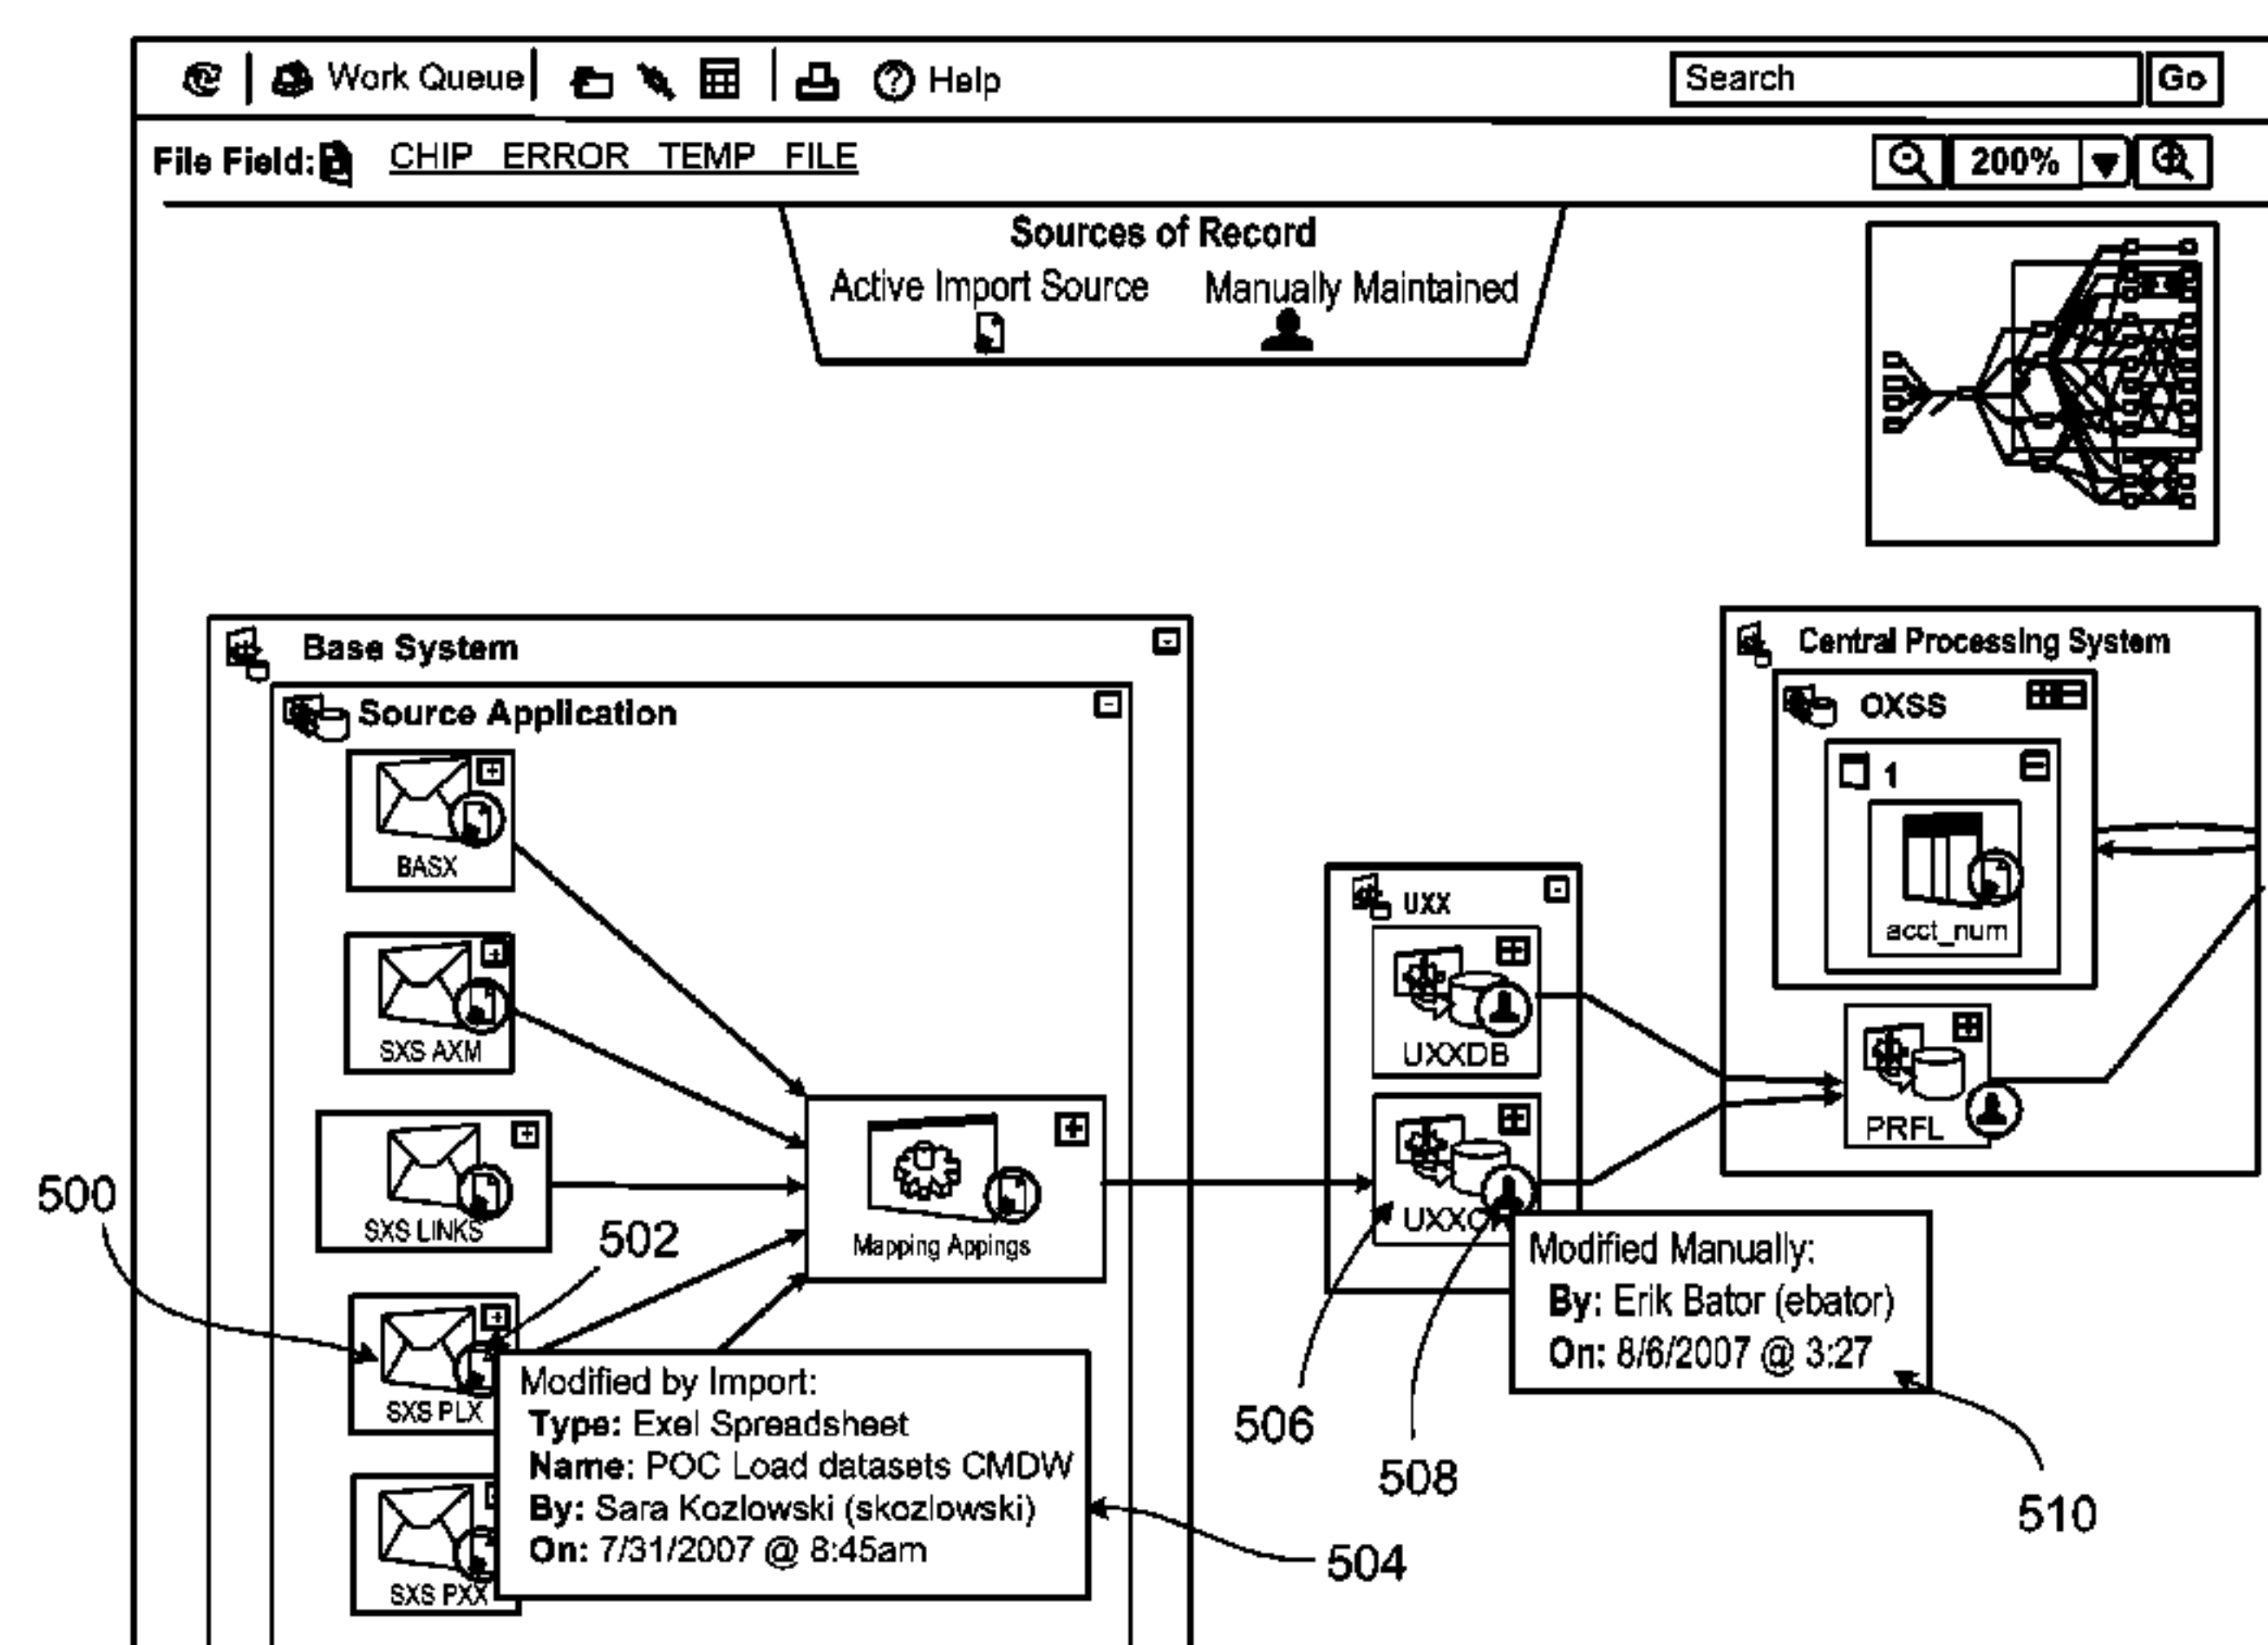 Work Queue Help Search Go
File Field: CHIP ERROR TEMP FILE 200%
Sources of Record
Active Import Source Manually Maintained
Base System
Source Application
BASX
SXS AXM
SXS LINKS
SXS PLX
SXS PXX
Mapping Appings
500
502
Modified by Import:
Type: Exel Spreadsheet
Name: POC Load datasets CMDW
By: Sara Kozlowski (skozlowski)
On: 7/31/2007 @ 8:45am
504
UXX
UXXDB
506
508
Modified Manually:
By: Erik Bator (ebator)
On: 8/6/2007 @ 3:27
510
Central Processing System
OXSS
1
acct_num
PRFL